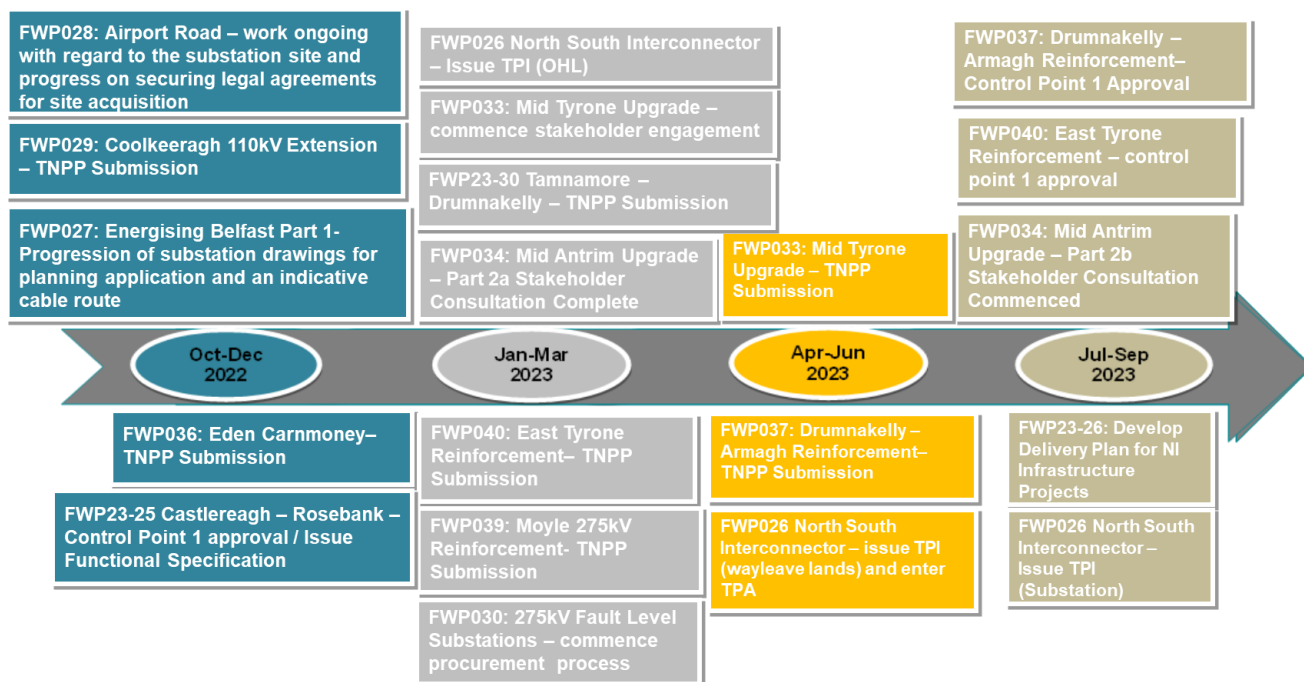 FWP028: Airport Road – work ongoing
with regard to the substation site and
progress on securing legal agreements
for site acquisition
FWP029: Coolkeeragh 110kV Extension
– TNPP Submission
FWP027: Energising Belfast Part 1-
Progression of substation drawings for
planning application and an indicative
cable route
FWP026 North South Interconnector
– Issue TPI (OHL)
FWP033: Mid Tyrone Upgrade –
commence stakeholder engagement
FWP23-30 Tamnamore –
Drumnakelly – TNPP Submission
FWP034: Mid Antrim Upgrade
– Part 2a Stakeholder
Consultation Complete
FWP033: Mid Tyrone
Upgrade – TNPP
Submission
FWP037: Drumnakelly –
Armagh Reinforcement–
Control Point 1 Approval
FWP040: East Tyrone
Reinforcement – control
point 1 approval
FWP034: Mid Antrim
Upgrade – Part 2b
Stakeholder Consultation
Commenced
Oct-Dec
2022
Jan-Mar
2023
Apr-Jun
2023
Jul-Sep
2023
FWP036: Eden Carnmoney–
TNPP Submission
FWP23-25 Castlereagh – Rosebank –
Control Point 1 approval / Issue
Functional Specification
FWP040: East Tyrone
Reinforcement– TNPP
Submission
FWP039: Moyle 275kV
Reinforcement- TNPP
Submission
FWP030: 275kV Fault Level
Substations – commence
procurement process
FWP037: Drumnakelly –
Armagh Reinforcement–
TNPP Submission
FWP026 North South
Interconnector – issue TPI
(wayleave lands) and enter
TPA
FWP23-26: Develop
Delivery Plan for NI
Infrastructure
Projects
FWP026 North South
Interconnector –
Issue TPI
(Substation)